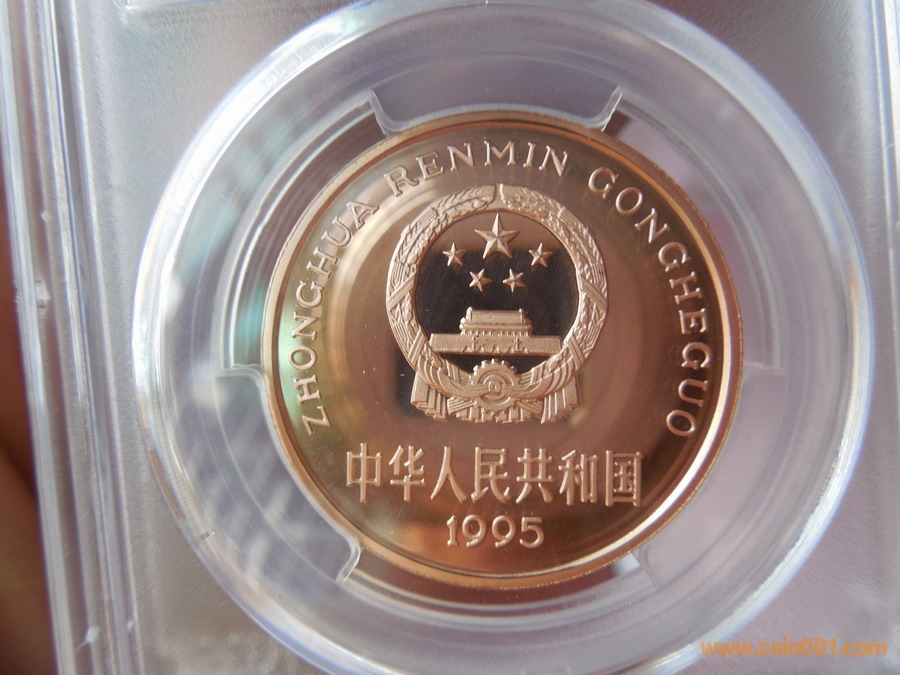 ZHONGHUA RENMIN GONGHEGUO
中华人民共和国
1995
www.coin001.com